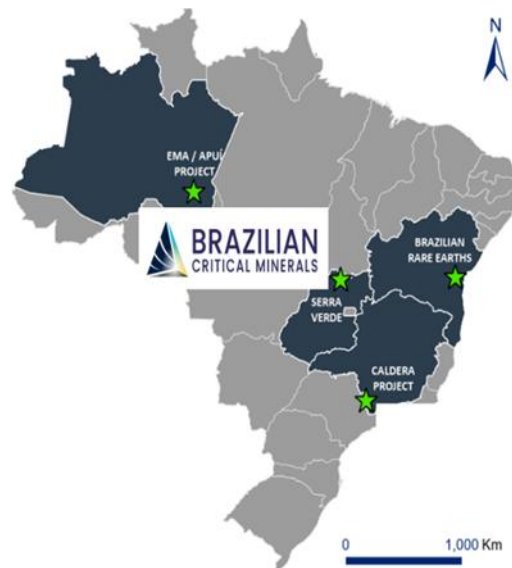 N
EMA / APUÍ
PROJECT
BRAZILIAN
CRITICAL MINERALS
BRAZILIAN
RARE EARTHS
SERRA
VERDE
CALDERA
PROJECT
0 1,000 Km